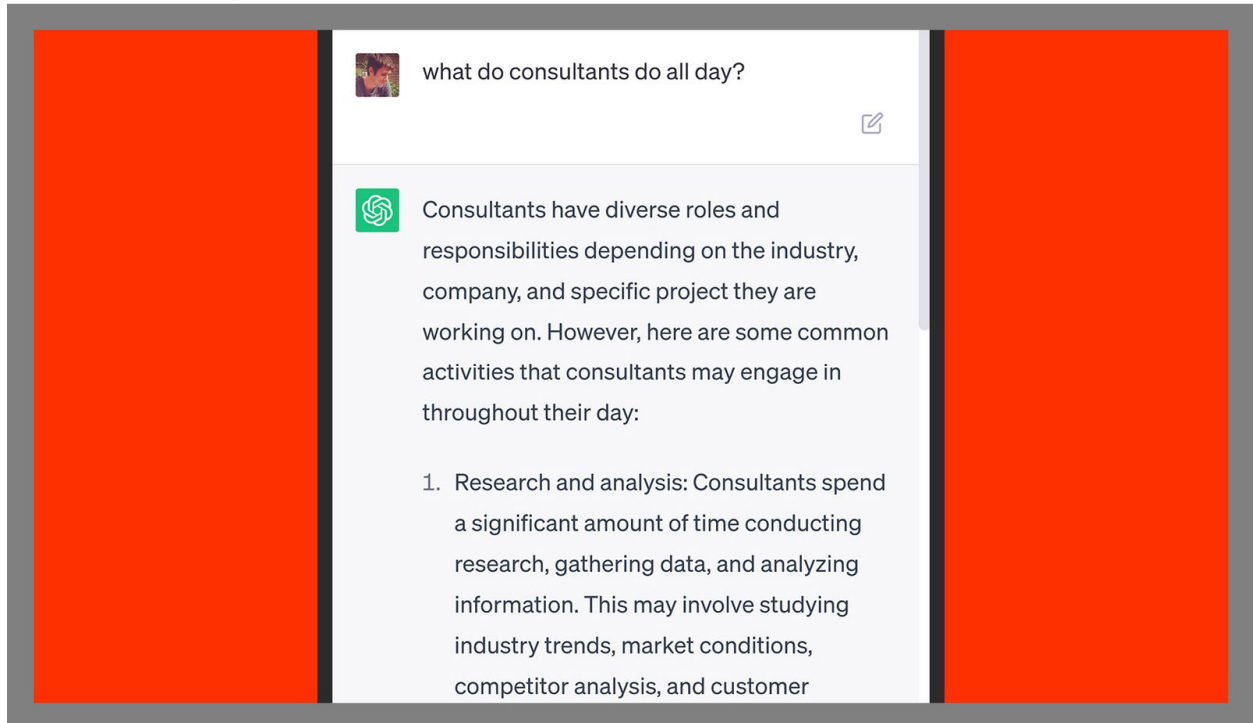 what do consultants do all day?
Consultants have diverse roles and
responsibilities depending on the industry,
company, and specific project they are
working on. However, here are some common
activities that consultants may engage in
throughout their day:
1. Research and analysis: Consultants spend
a significant amount of time conducting
research, gathering data, and analyzing
information. This may involve studying
industry trends, market conditions,
competitor analysis, and customer